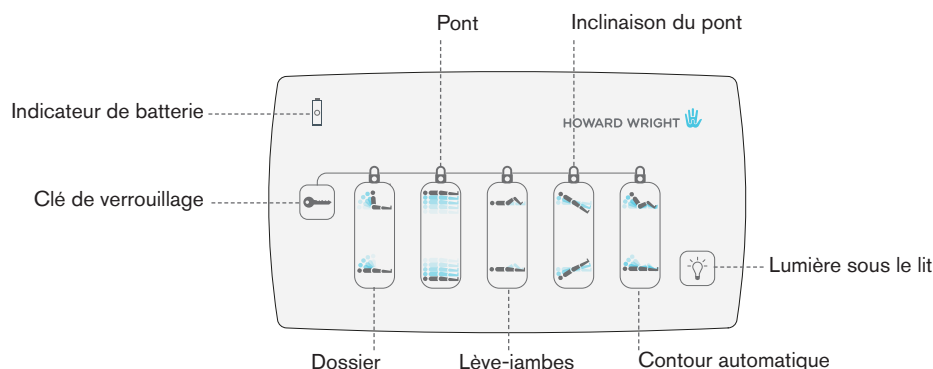 Pont
Inclinaison du pont
Indicateur de batterie
HOWARD WRIGHT
Clé de verrouillage
Lumière sous le lit
Dossier
Lève-jambes
Contour automatique